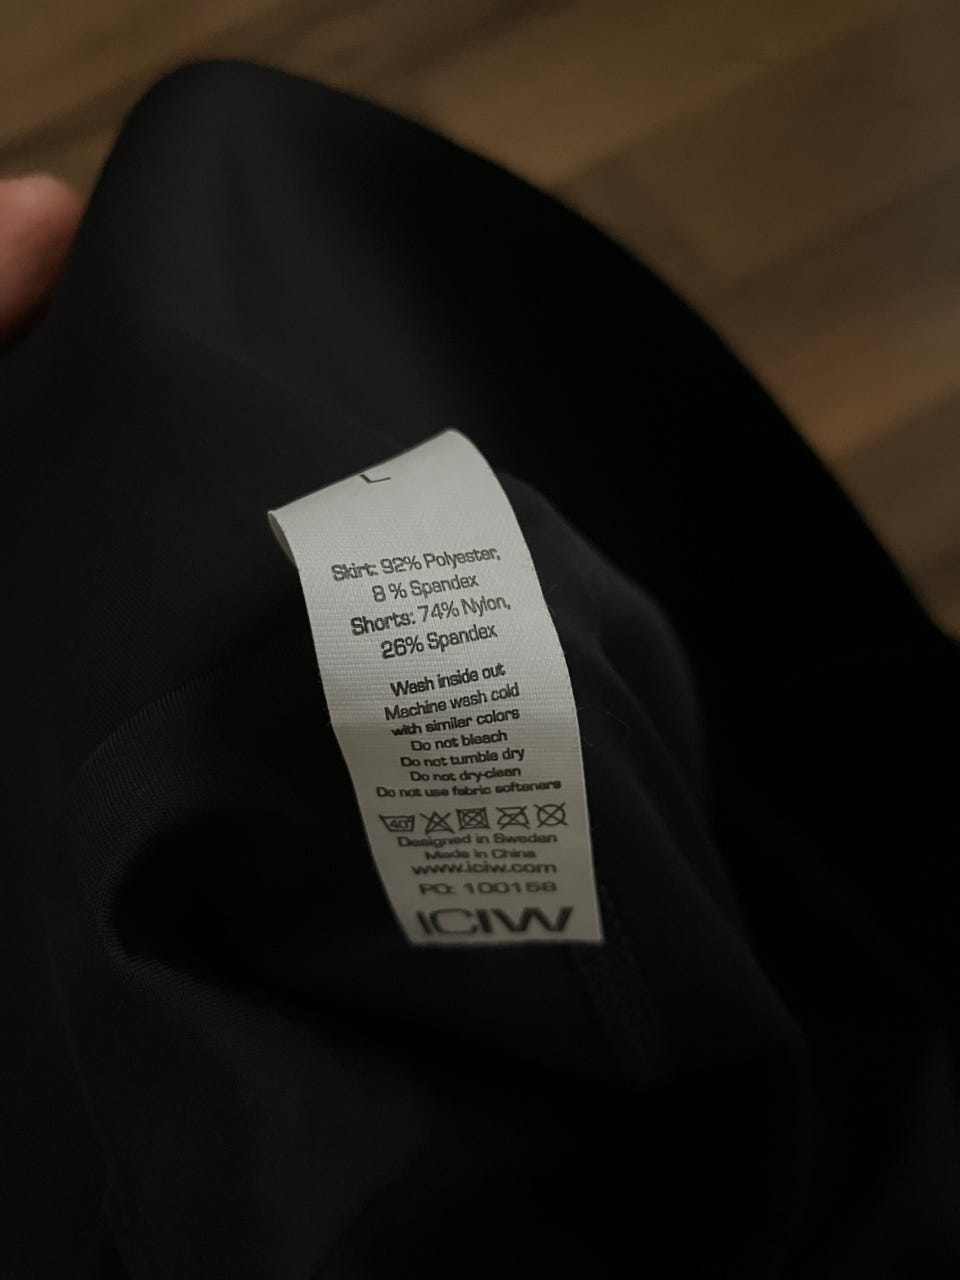 L
Skirt: 92% Polyester,
8 % Spandex
Shorts: 74% Nylon,
26% Spandex
Wash inside out
Machine wash cold
with similar colors
Do not bleach
Do not tumble dry
Do not dry-clean
Do not use fabric softeners
40°
Designed in Sweden
Made in China
www.iciw.com
PO: 100158
ICIW